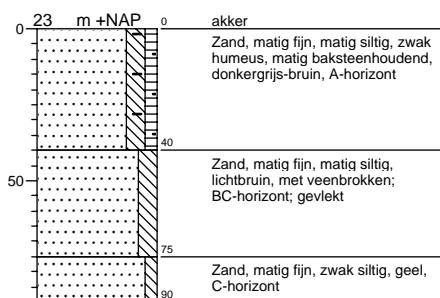 23 m +NAP 0 akker
0
Zand, matig fijn, matig siltig, zwak
humeus, matig baksteenhoudend,
donkergrijs-bruin, A-horizont
40
Zand, matig fijn, matig siltig,
lichtbruin, met veenbrokken;
BC-horizont; gevlekt
50
75
Zand, matig fijn, zwak siltig, geel,
C-horizont
90